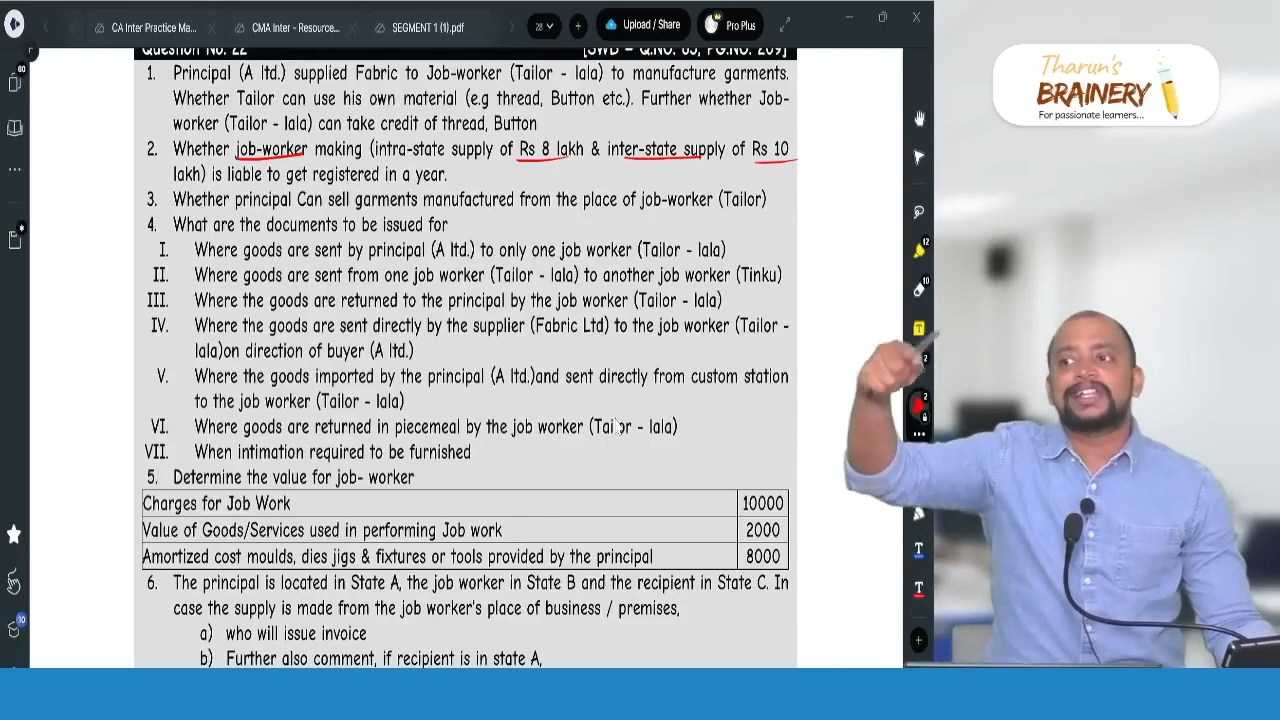 CA Inter Practice Ma...
CMA Inter - Resource...
SEGMENT 1 (1).pdf
28
Upload / Share
Pro Plus
Question No. 22 [SWB - Q.NO. 65, PG.NO. 209]
1. Principal (A ltd.) supplied Fabric to Job-worker (Tailor - lala) to manufacture garments.
Whether Tailor can use his own material (e.g thread, Button etc.). Further whether Job-
worker (Tailor - lala) can take credit of thread, Button
2. Whether job-worker making (intra-state supply of Rs 8 lakh & inter-state supply of Rs 10
lakh) is liable to get registered in a year.
3. Whether principal Can sell garments manufactured from the place of job-worker (Tailor)
4. What are the documents to be issued for
I. Where goods are sent by principal (A ltd.) to only one job worker (Tailor - lala)
II. Where goods are sent from one job worker (Tailor - lala) to another job worker (Tinku)
III. Where the goods are returned to the principal by the job worker (Tailor - lala)
IV. Where the goods are sent directly by the supplier (Fabric Ltd) to the job worker (Tailor -
lala)on direction of buyer (A ltd.)
V. Where the goods imported by the principal (A ltd.)and sent directly from custom station
to the job worker (Tailor - lala)
VI. Where goods are returned in piecemeal by the job worker (Tailor - lala)
VII. When intimation required to be furnished
5. Determine the value for job- worker
Charges for Job Work 10000
Value of Goods/Services used in performing Job work 2000
Amortized cost moulds, dies jigs & fixtures or tools provided by the principal 8000
6. The principal is located in State A, the job worker in State B and the recipient in State C. In
case the supply is made from the job worker's place of business / premises,
a) who will issue invoice
b) Further also comment, if recipient is in state A,
80
10
12
10
T
2
2
T
T
Tharun's
BRAINERY
For passionate learners...